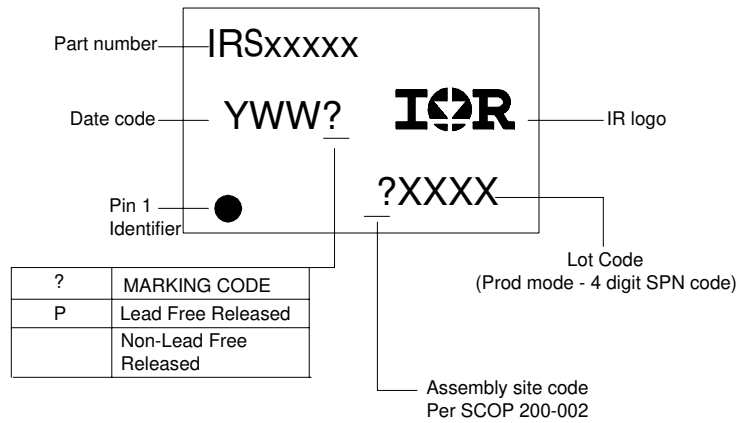 Part number
IRSxxxxx
Date code
YWW?
IOR
IR logo
?XXXX
Pin 1
Identifier
Lot Code
(Prod mode - 4 digit SPN code)
? MARKING CODE
P Lead Free Released
Non-Lead Free
Released
Assembly site code
Per SCOP 200-002